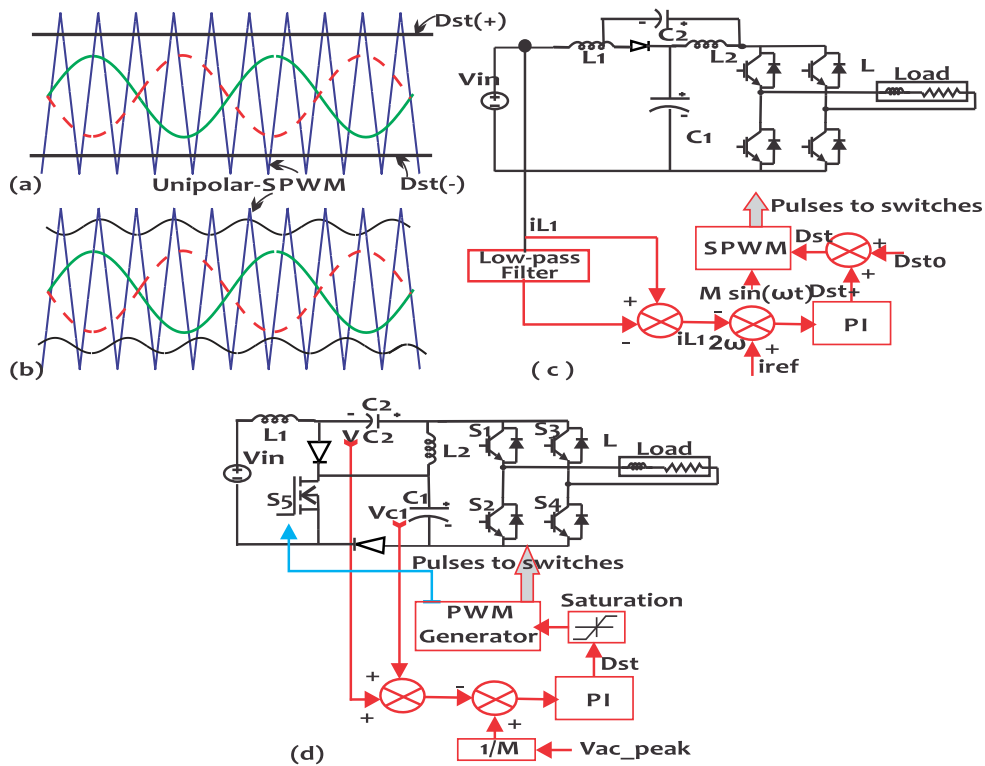 Dst(+)
(a)
Unipolar-SPWM
Dst(-)
(b)
C2
L1
L2
Vin
C1
L
Load
Pulses to switches
iL1
Low-pass
Filter
SPWM
Dst
+
Dsto
+
M sin(ωt)
Dst+
+
-
-
iL1 2ω
+
iref
PI
(c)
C2
-
+
L1
V C2
L2
Vin
S1
S3
L
Load
S5
C1
Vc1
S2
S4
Pulses to switches
PWM
Generator
Saturation
Dst
+
+
-
+
PI
1/M
Vac_peak
(d)